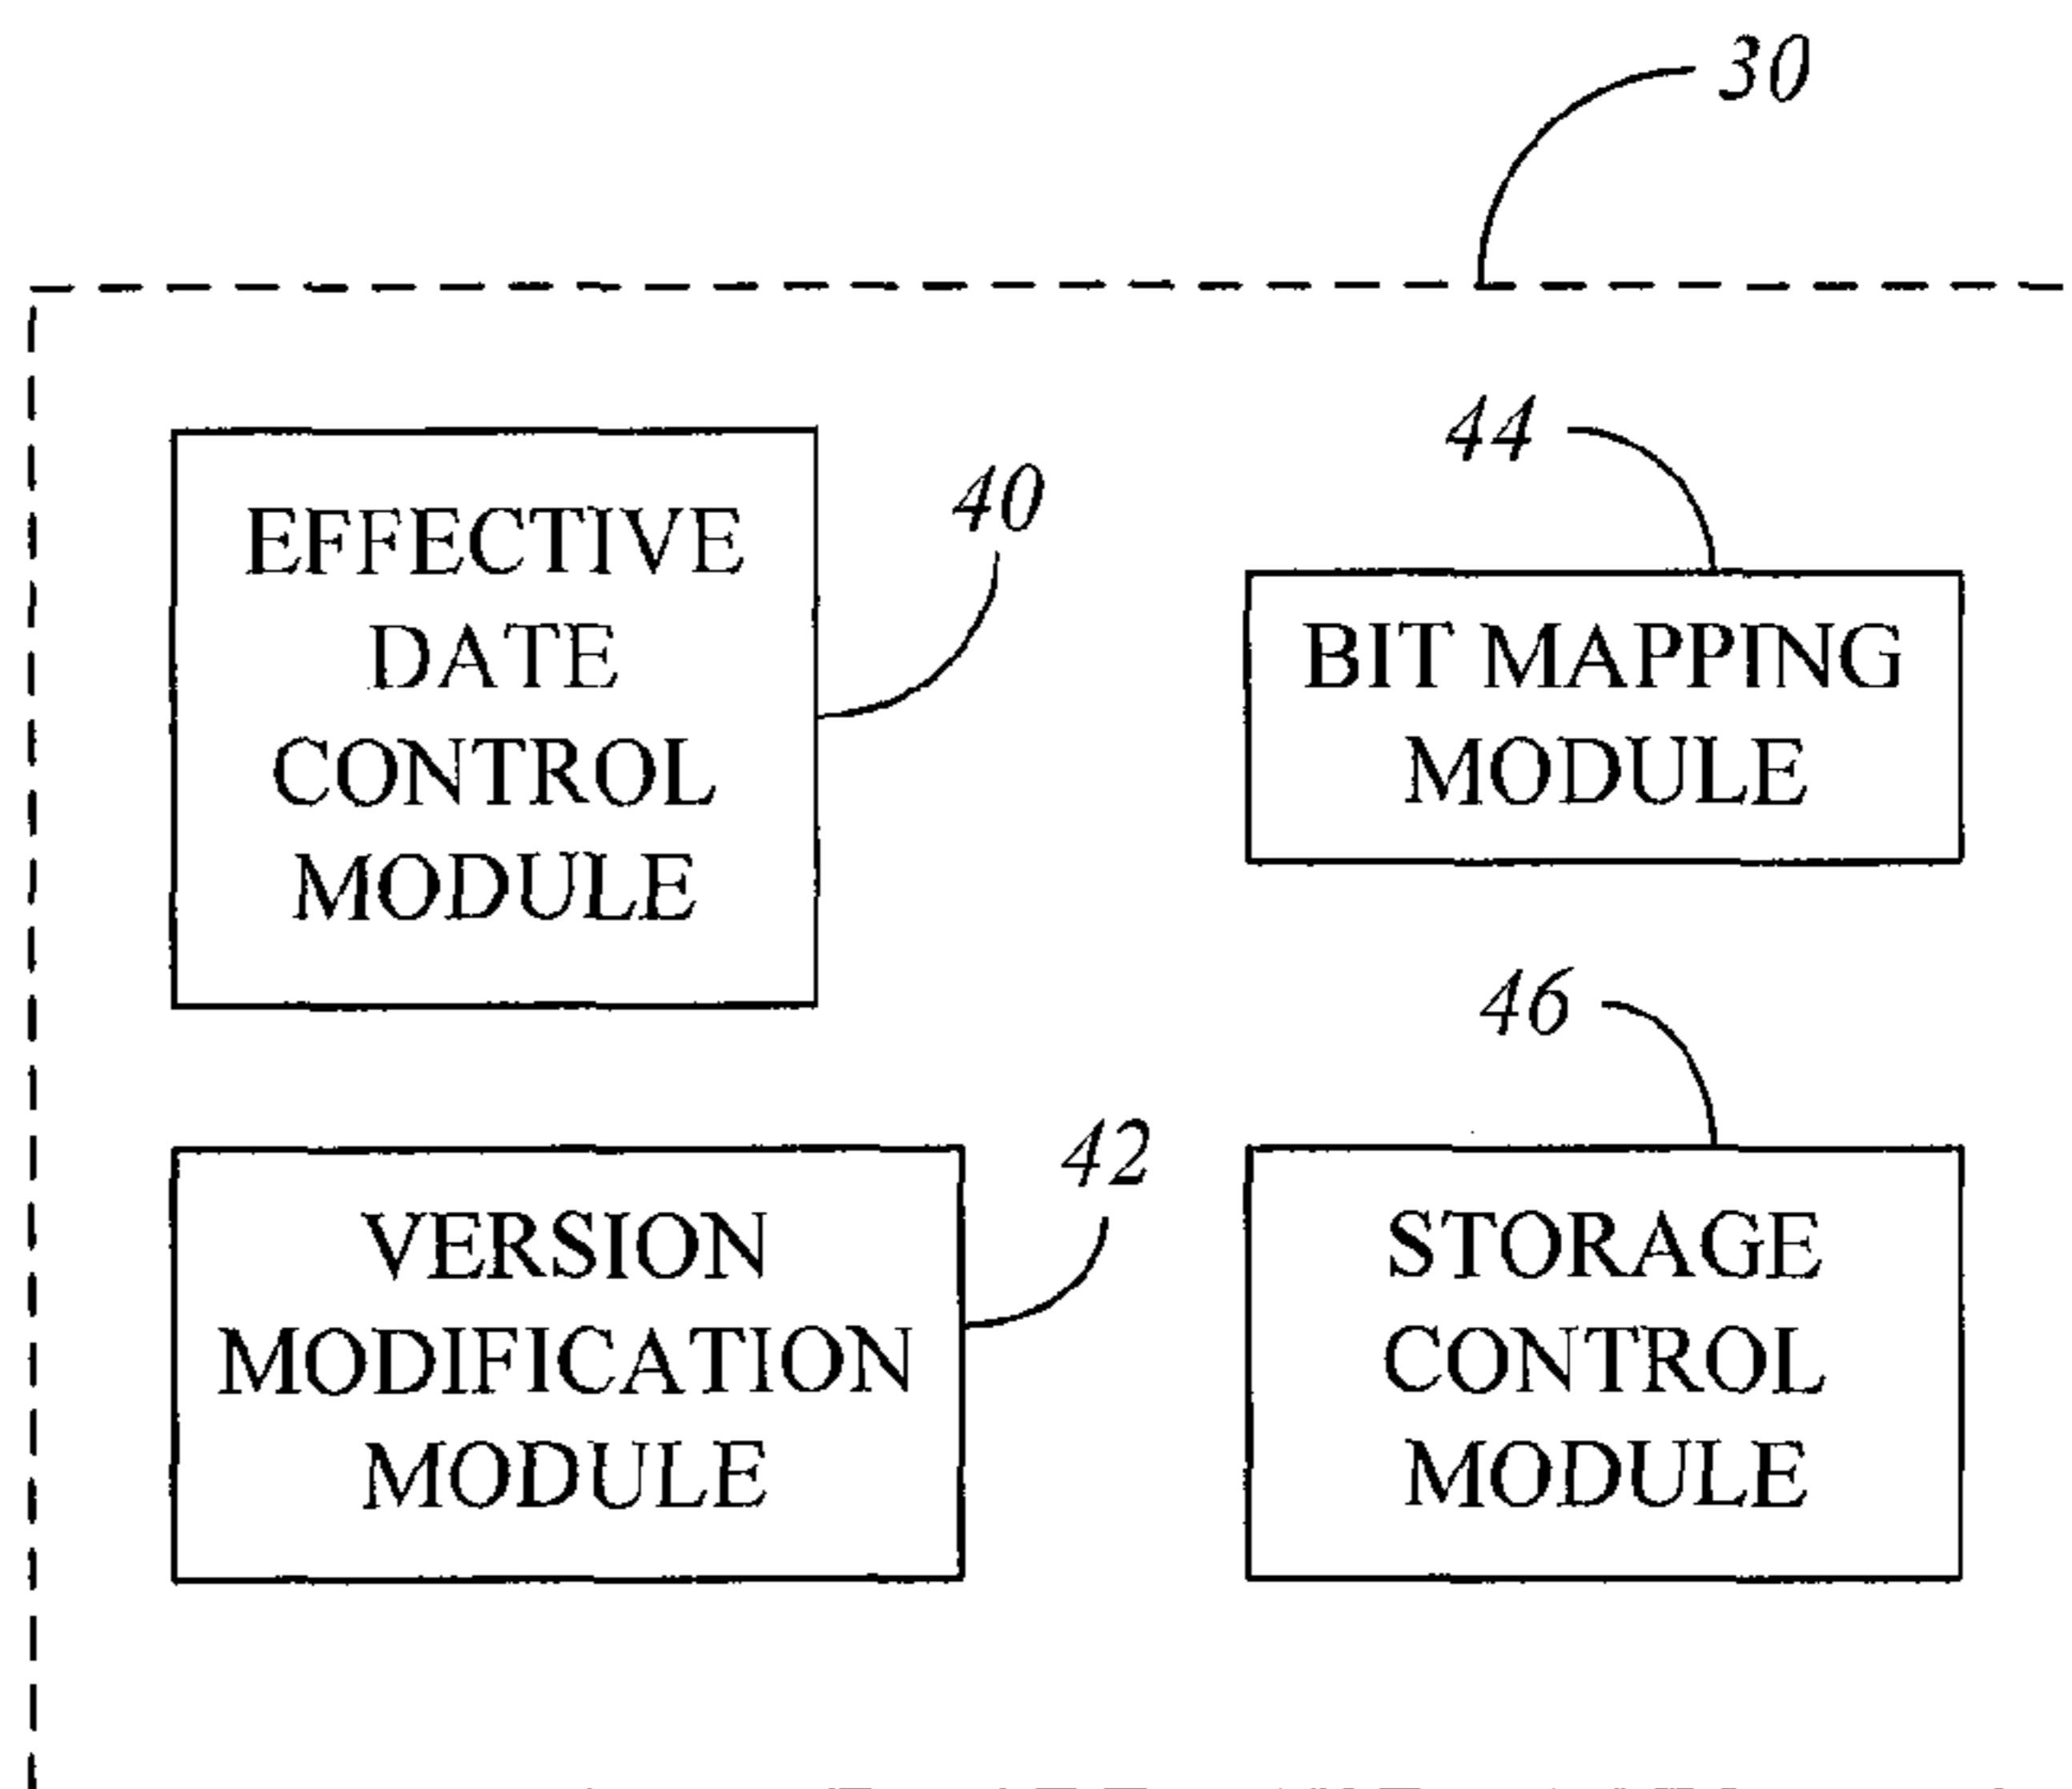 30
EFFECTIVE
DATE
CONTROL
MODULE
40
44
BIT MAPPING
MODULE
VERSION
MODIFICATION
MODULE
42
46
STORAGE
CONTROL
MODULE